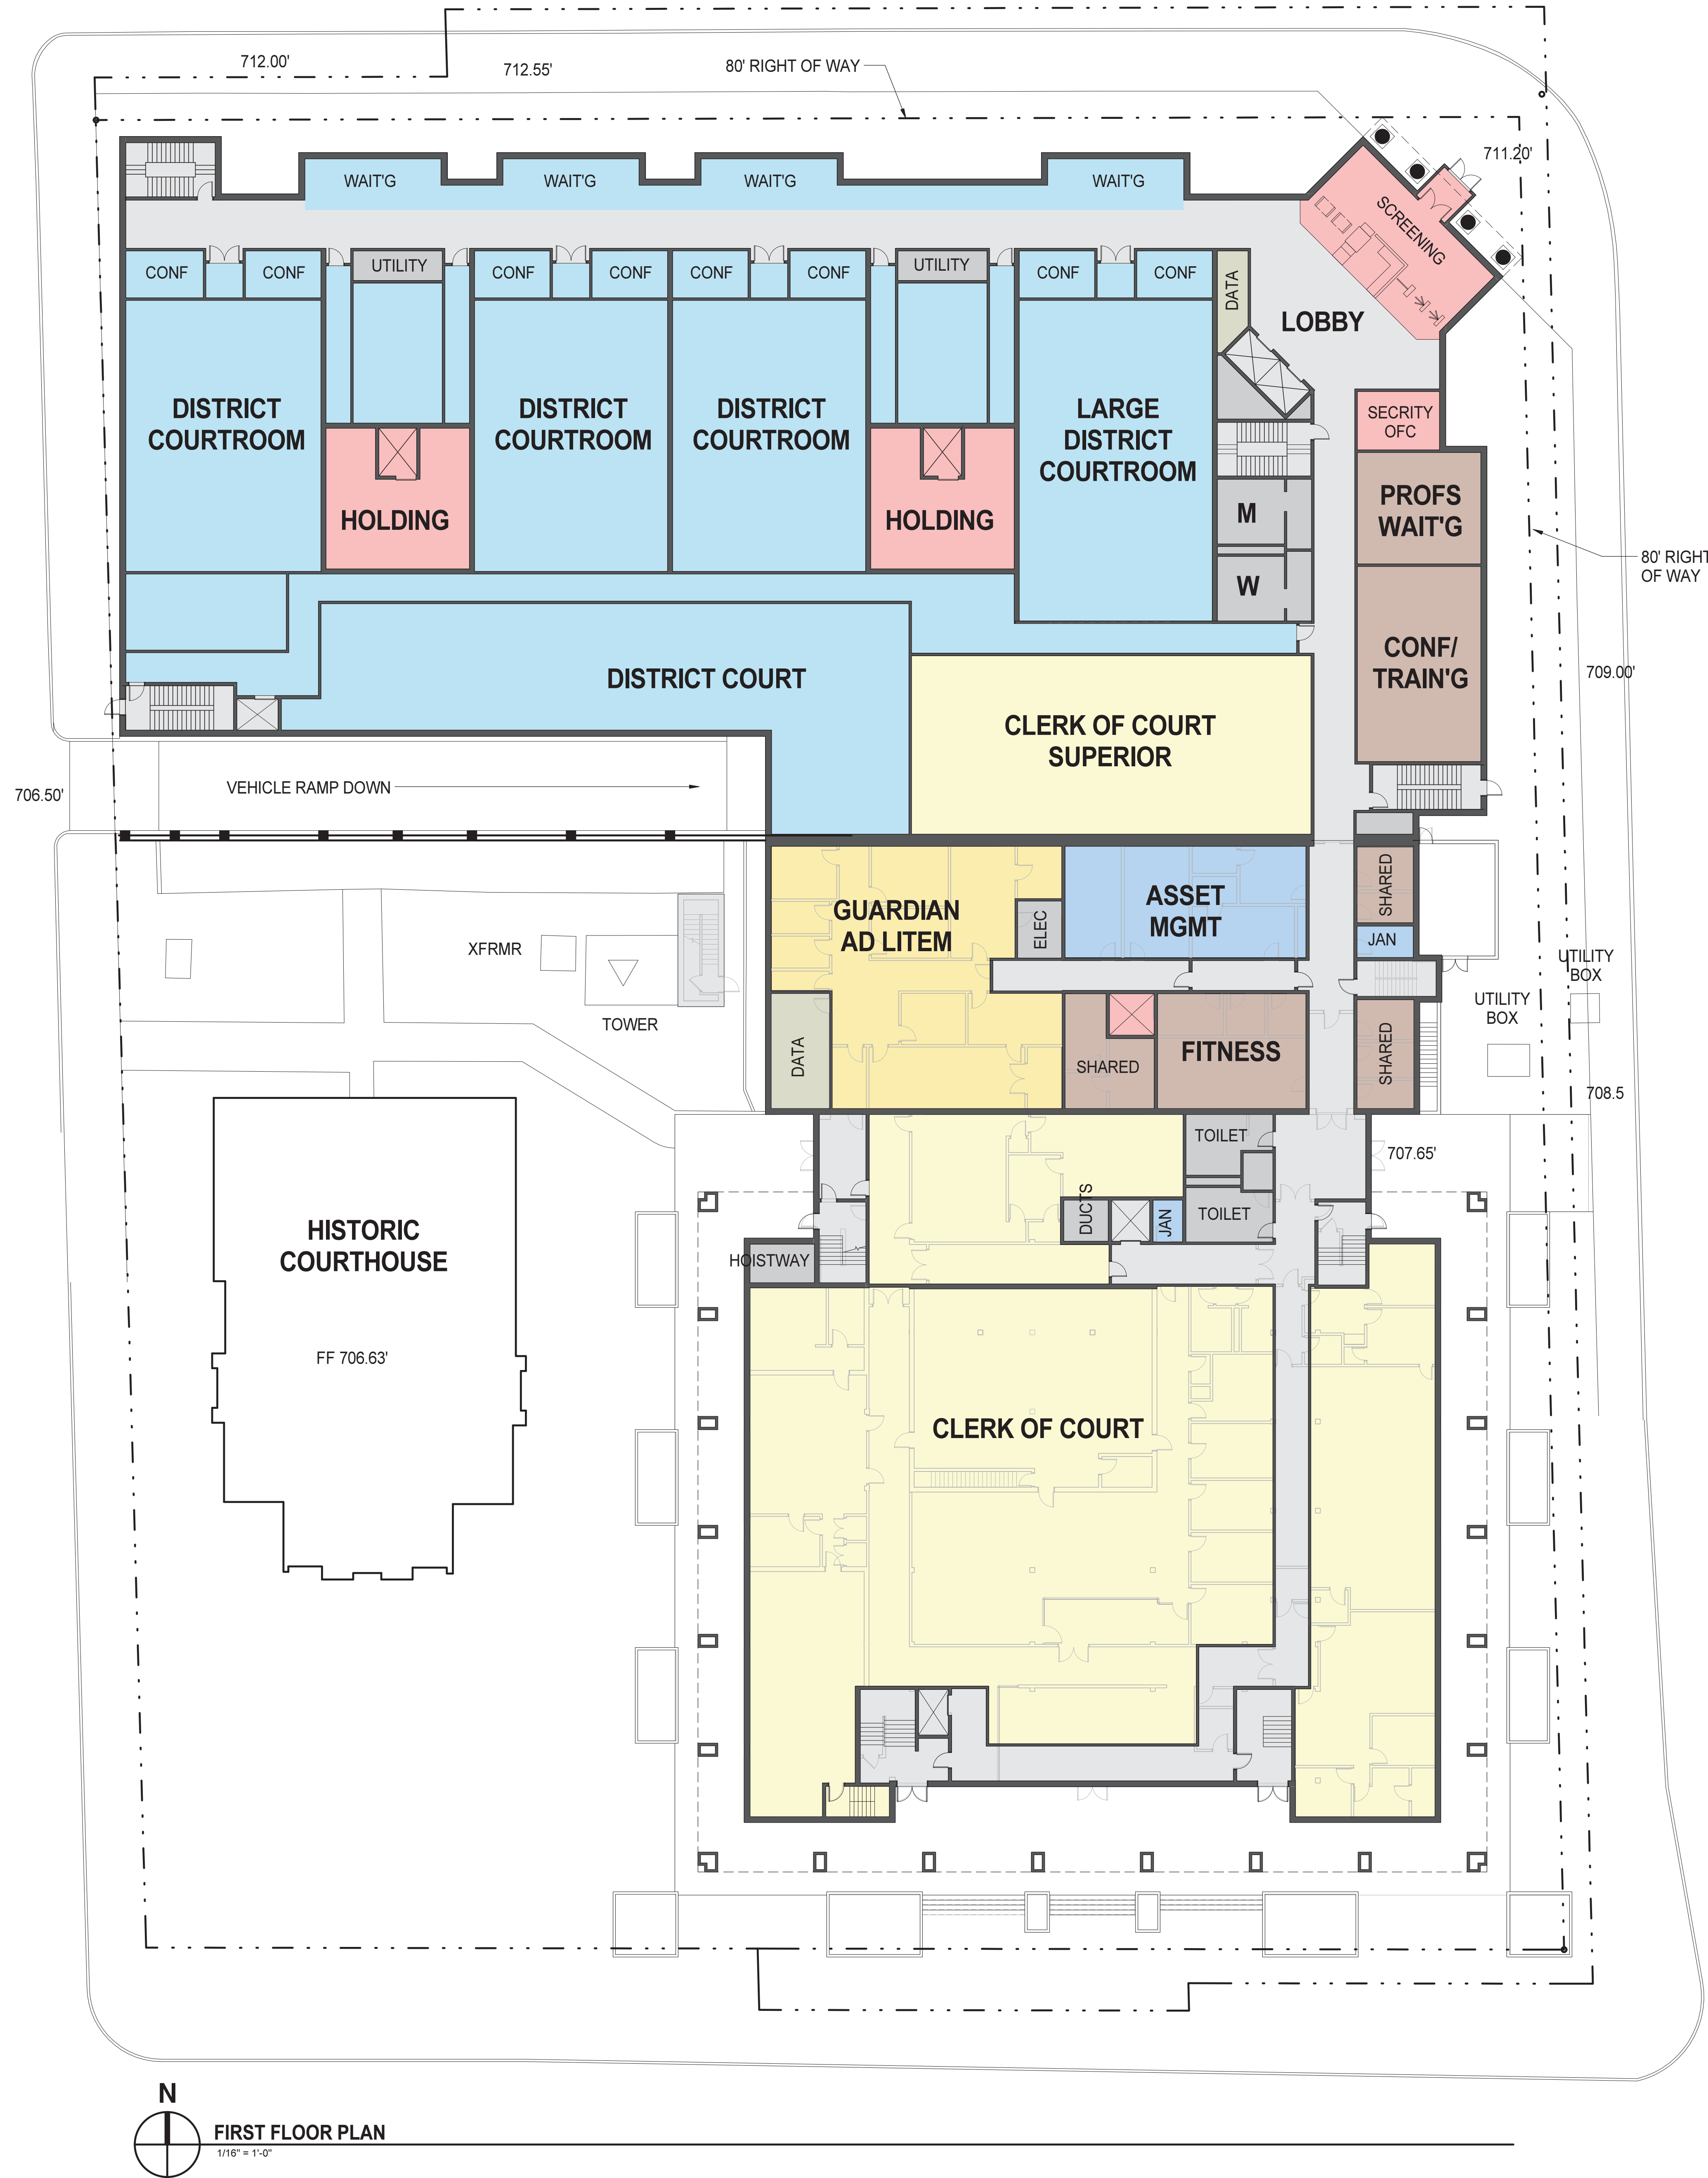 712.00'
712.55'
80' RIGHT OF WAY
711.20'
WAIT'G
WAIT'G
WAIT'G
WAIT'G
SCREENING
CONF
CONF
UTILITY
CONF
CONF
CONF
CONF
UTILITY
CONF
CONF
DATA
LOBBY
DISTRICT
COURTROOM
DISTRICT
COURTROOM
DISTRICT
COURTROOM
LARGE
DISTRICT
COURTROOM
SECRITY
OFC
HOLDING
HOLDING
M
PROFS
WAIT'G
W
80' RIGHT
OF WAY
CONF/
TRAIN'G
709.00'
DISTRICT COURT
CLERK OF COURT
SUPERIOR
706.50'
VEHICLE RAMP DOWN
GUARDIAN
AD LITEM
ELEC
ASSET
MGMT
SHARED
JAN
XFRMR
TOWER
UTILITY
BOX
UTILITY
BOX
DATA
SHARED
FITNESS
SHARED
708.5
TOILET
707.65'
DUCTS
JAN
TOILET
HOISTWAY
HISTORIC
COURTHOUSE
FF 706.63'
CLERK OF COURT
N
FIRST FLOOR PLAN
1/16" = 1'-0"